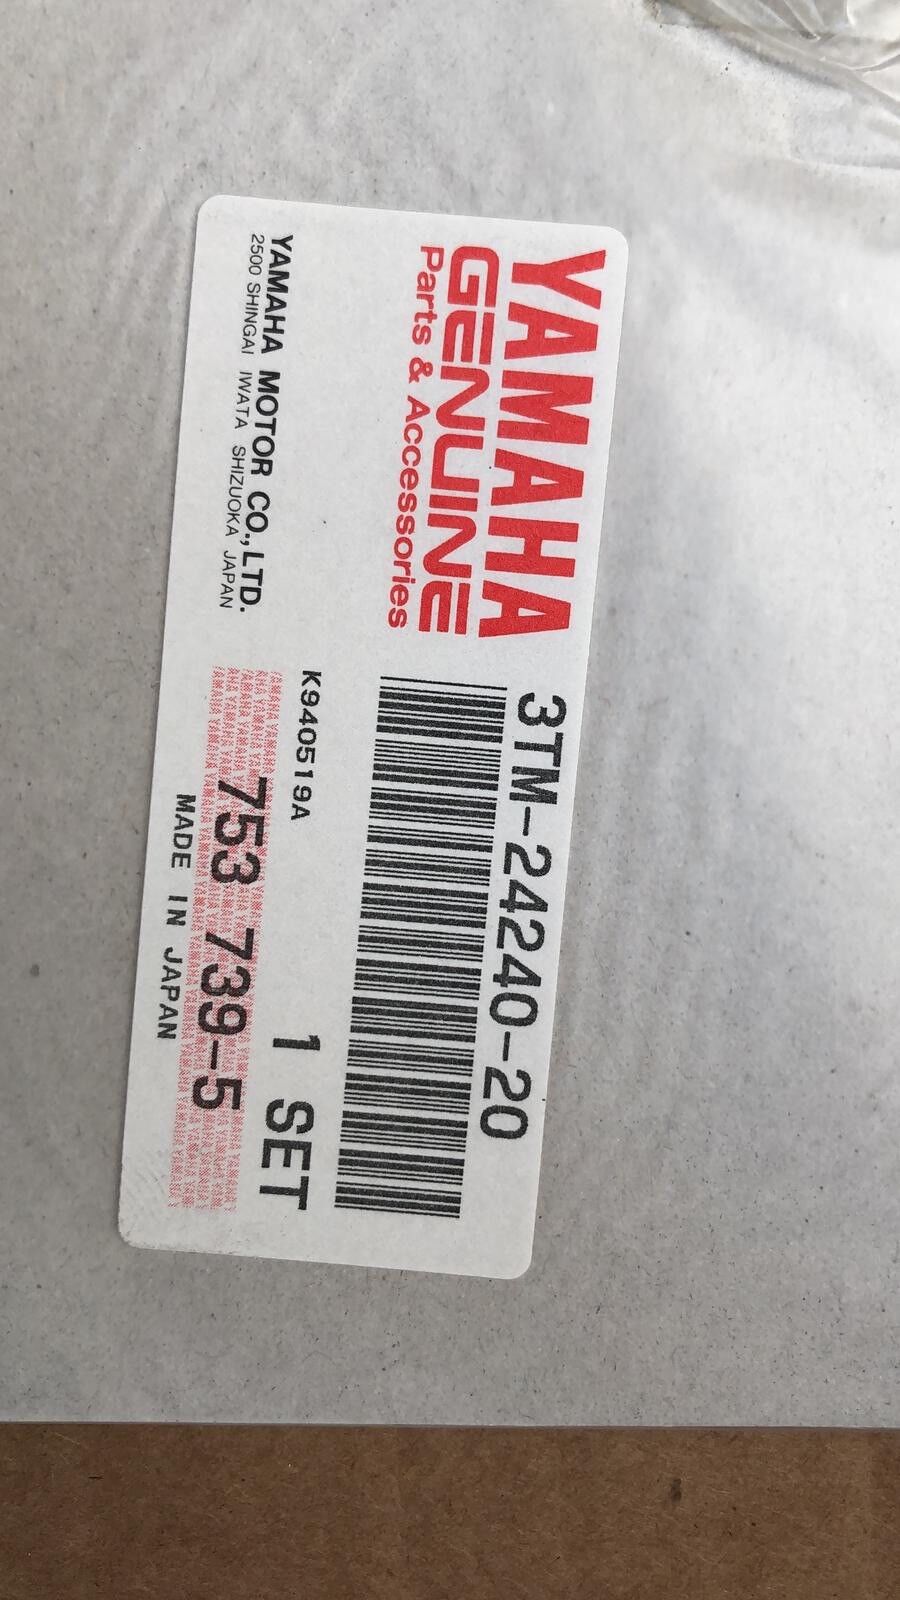 YAMAHA
GENUINE
Parts & Accessories
3TM-24240-20
K940519A
1 SET
YAMAHA MOTOR CO., LTD.
2500 SHINGAI IWATA SHIZUOKA JAPAN
753 739-5
MADE IN JAPAN